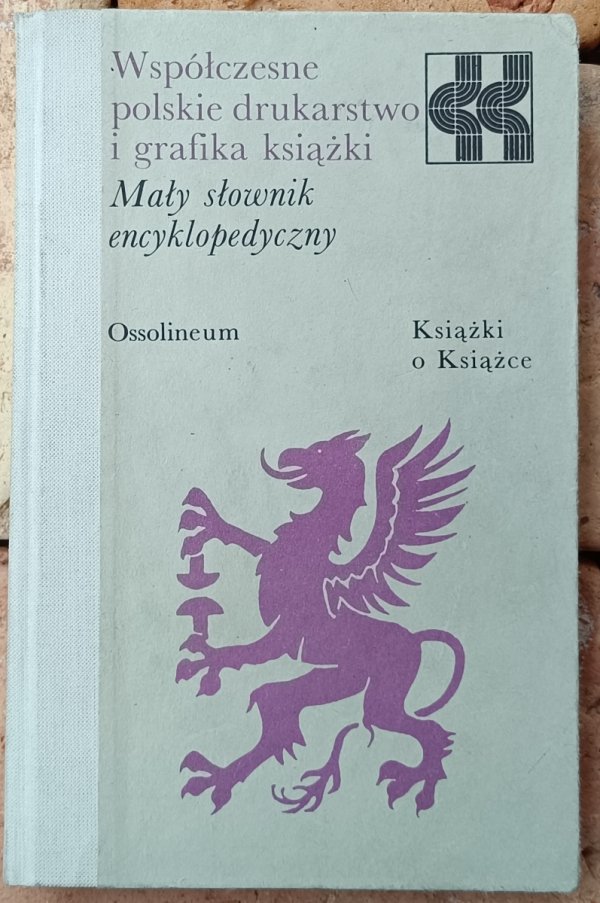 Współczesne
polskie drukarstwo
i grafika książki
Mały słownik
encyklopedyczny
Ossolineum
Książki
o Książce